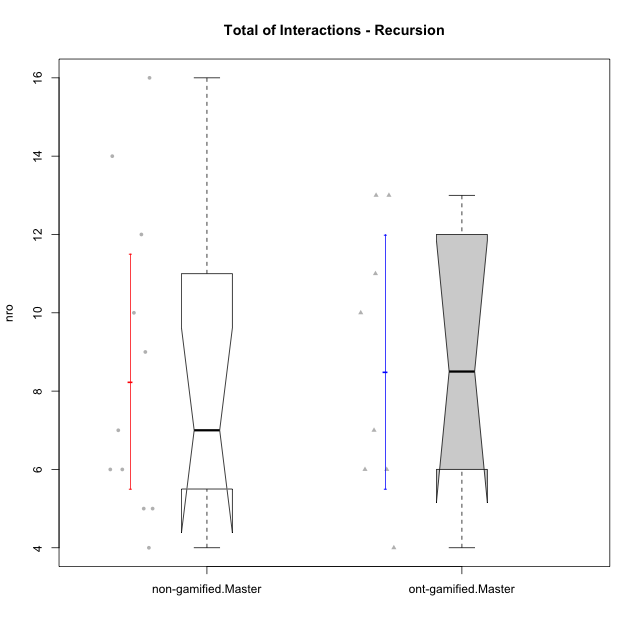 Total of Interactions - Recursion
nro
16
14
12
10
8
6
4
non-gamified.Master
ont-gamified.Master